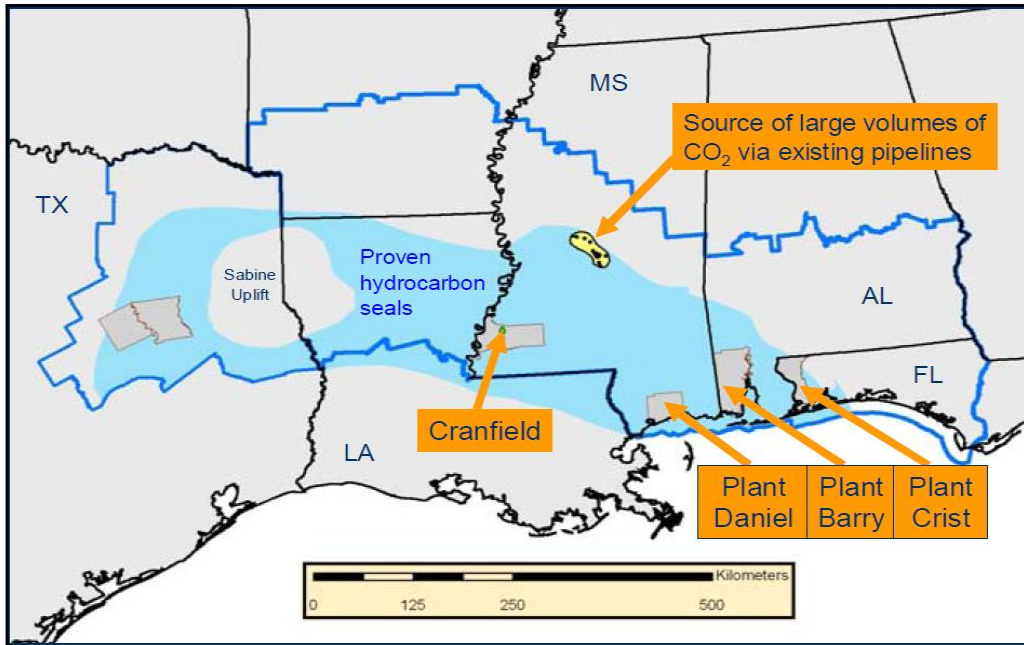 MS
Source of large volumes of
CO₂ via existing pipelines
TX
Sabine
Uplift
Proven
hydrocarbon
seals
AL
FL
Cranfield
LA
Plant
Daniel
Plant
Barry
Plant
Crist
Kilometers
0 125 250 500